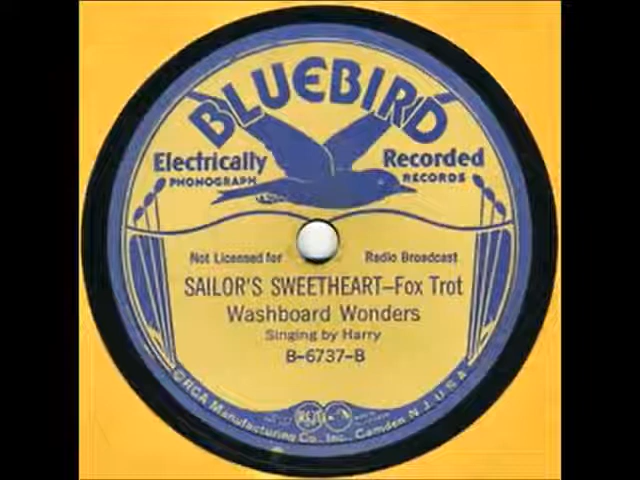 BLUEBIRD
Electrically Recorded
PHONOGRAPH RECORDS
Not Licensed for Radio Broadcast
SAILOR'S SWEETHEART-Fox Trot
Washboard Wonders
Singing by Harry
B-6737-B
©RCA Manufacturing Co., Inc., Camden N.J. U.S.A.